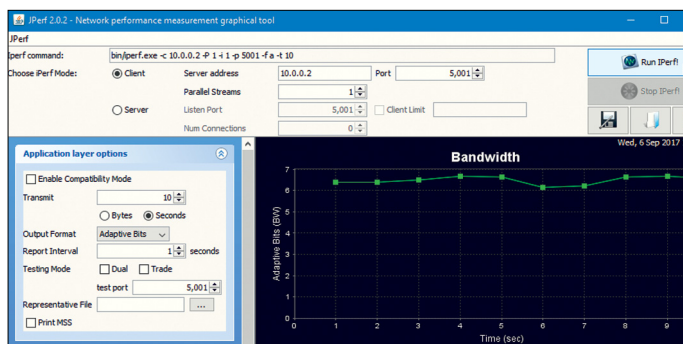 JPerf 2.0.2 - Network performance measurement graphical tool
JPerf
Iperf command: bin/iperf.exe -c 10.0.0.2 -P 1 -i 1 -p 5001 -f a -t 10
Choose iPerf Mode: Client Server address 10.0.0.2 Port 5,001
Run IPerf!
Parallel Streams 1
Stop IPerf!
Server Listen Port 5,001 Client Limit
Num Connections 0
Wed, 6 Sep 2017
Application layer options
Enable Compatibility Mode
Transmit 10
Bytes Seconds
Output Format Adaptive Bits
Report Interval 1 seconds
Testing Mode Dual Trade
test port 5,001
Representative File ...
Print MSS
Bandwidth
Adaptive Bits (BW)
7
6
5
4
3
2
1
0
0 1 2 3 4 5 6 7 8 9
Time (sec)